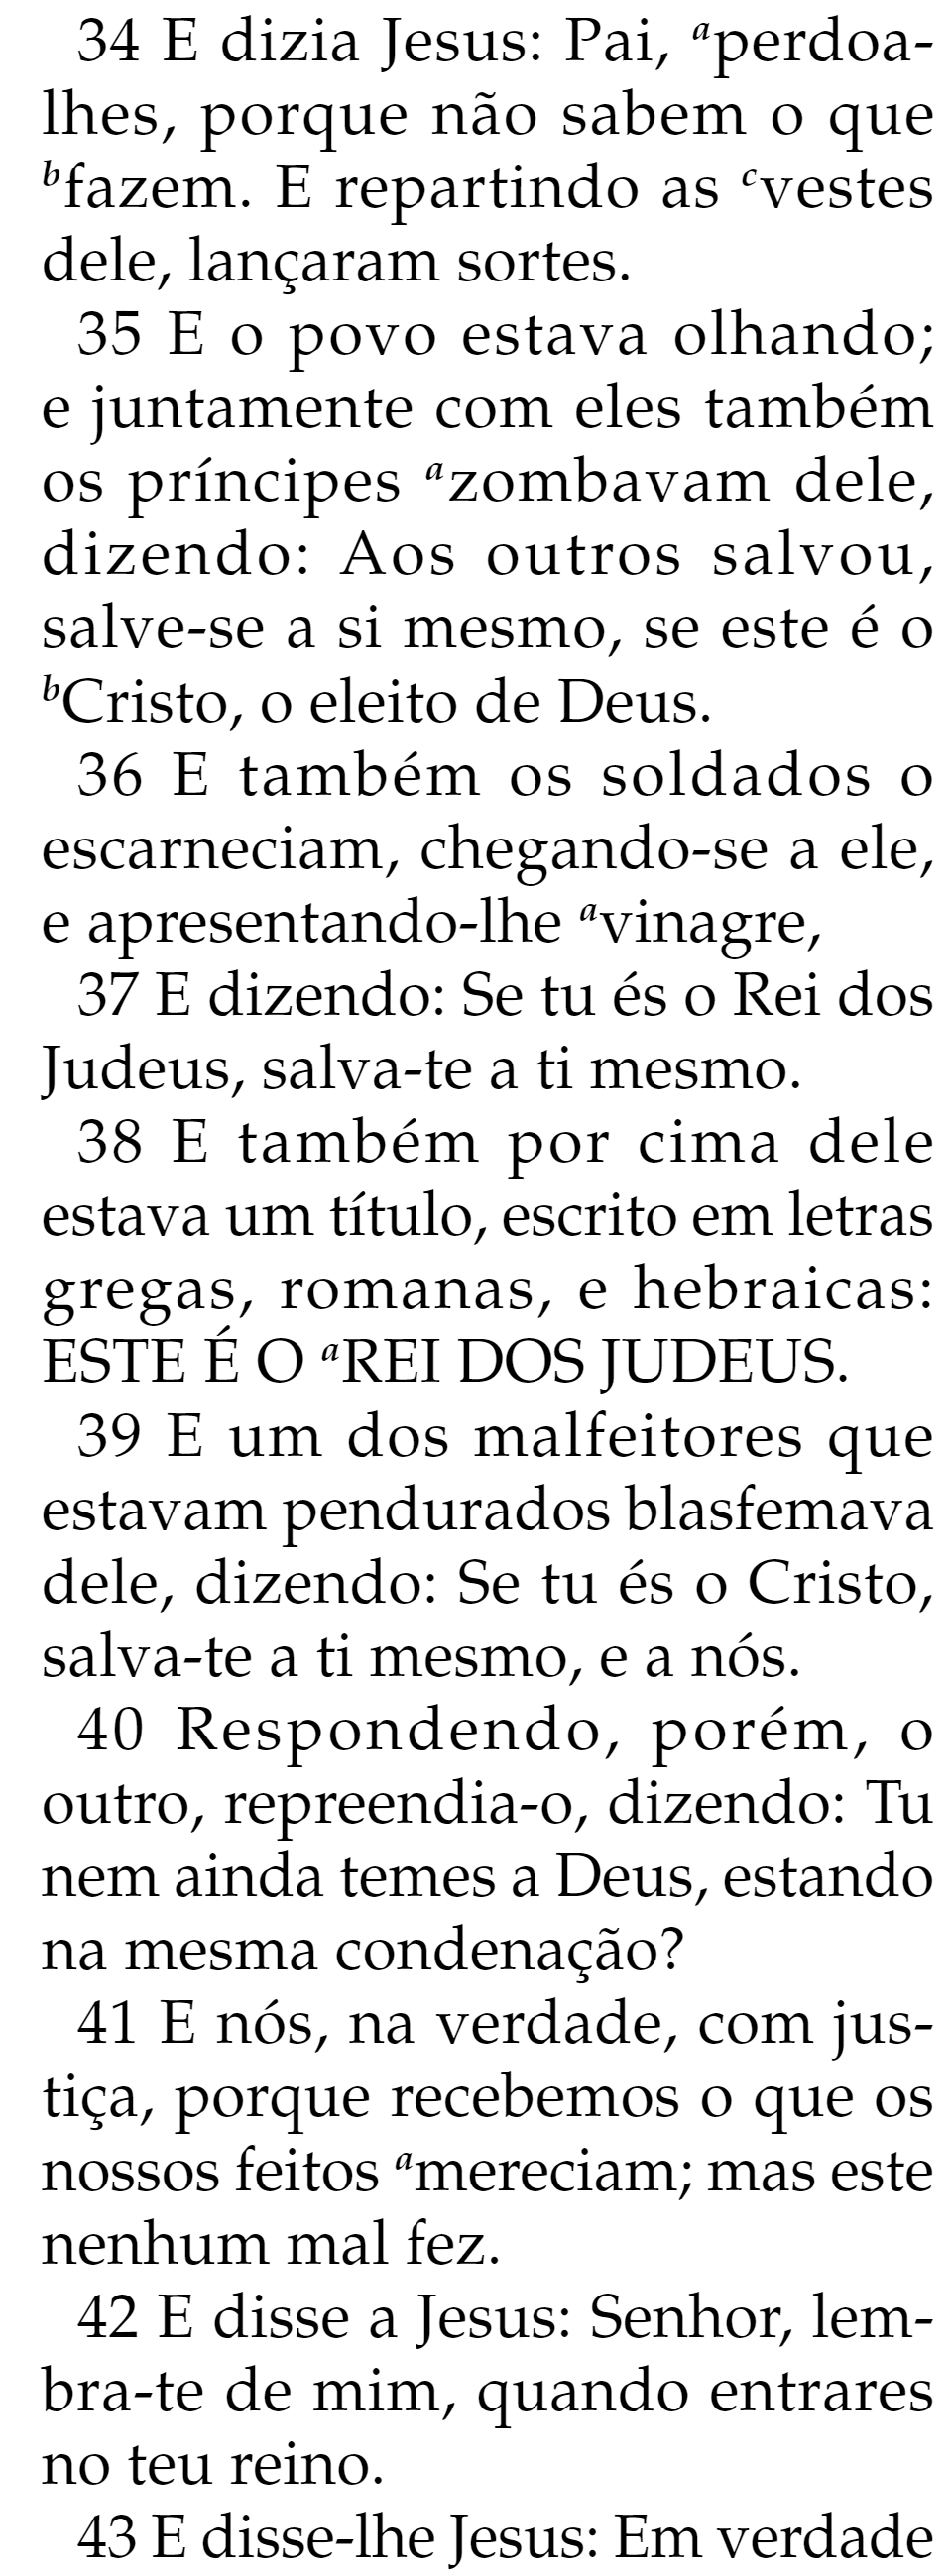 34 E dizia Jesus: Pai, ᵃperdoa-
lhes, porque não sabem o que
ᵇfazem. E repartindo as ᶜvestes
dele, lançaram sortes.
35 E o povo estava olhando;
e juntamente com eles também
os príncipes ᵃzombavam dele,
dizendo: Aos outros salvou,
salve-se a si mesmo, se este é o
ᵇCristo, o eleito de Deus.
36 E também os soldados o
escarneciam, chegando-se a ele,
e apresentando-lhe ᵃvinagre,
37 E dizendo: Se tu és o Rei dos
Judeus, salva-te a ti mesmo.
38 E também por cima dele
estava um título, escrito em letras
gregas, romanas, e hebraicas:
ESTE É O ᵃREI DOS JUDEUS.
39 E um dos malfeitores que
estavam pendurados blasfemava
dele, dizendo: Se tu és o Cristo,
salva-te a ti mesmo, e a nós.
40 Respondendo, porém, o
outro, repreendia-o, dizendo: Tu
nem ainda temes a Deus, estando
na mesma condenação?
41 E nós, na verdade, com jus-
tiça, porque recebemos o que os
nossos feitos ᵃmereciam; mas este
nenhum mal fez.
42 E disse a Jesus: Senhor, lem-
bra-te de mim, quando entrares
no teu reino.
43 E disse-lhe Jesus: Em verdade